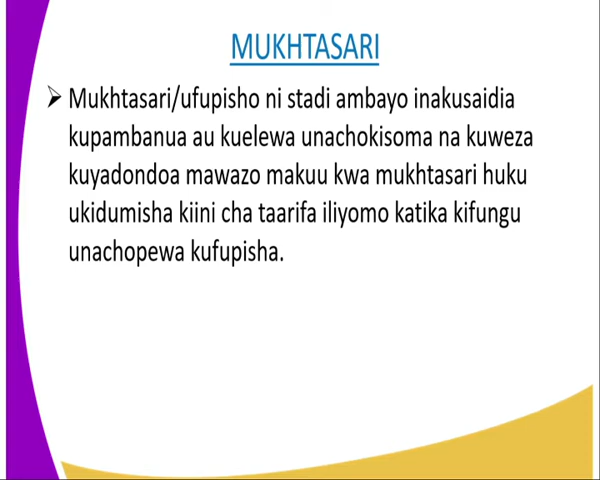 MUKHTASARI
➢ Mukhtasari/ufupisho ni stadi ambayo inakusaidia
kupambanua au kuelewa unachokisoma na kuweza
kuyadondoa mawazo makuu kwa mukhtasari huku
ukidumisha kiini cha taarifa iliyomo katika kifungu
unachopewa kufupisha.